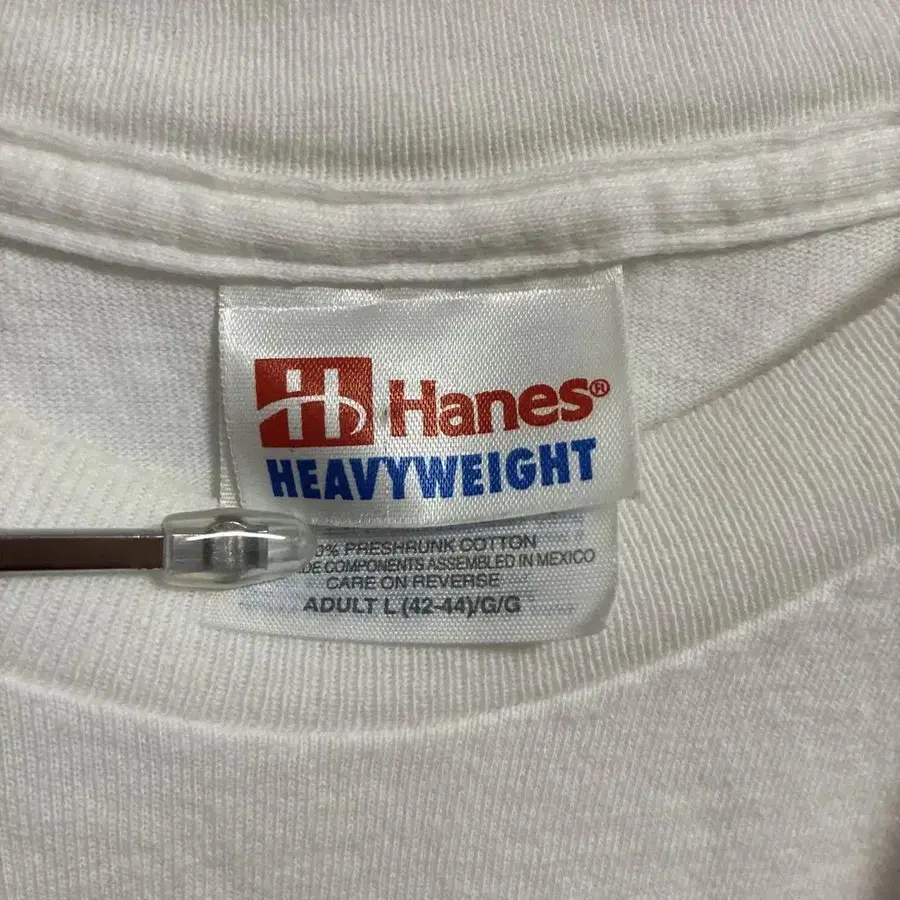 H Hanes®
HEAVYWEIGHT
% PRESHRUNK COTTON
COMPONENTS ASSEMBLED IN MEXICO
CARE ON REVERSE
ADULT L (42-44)/G/G